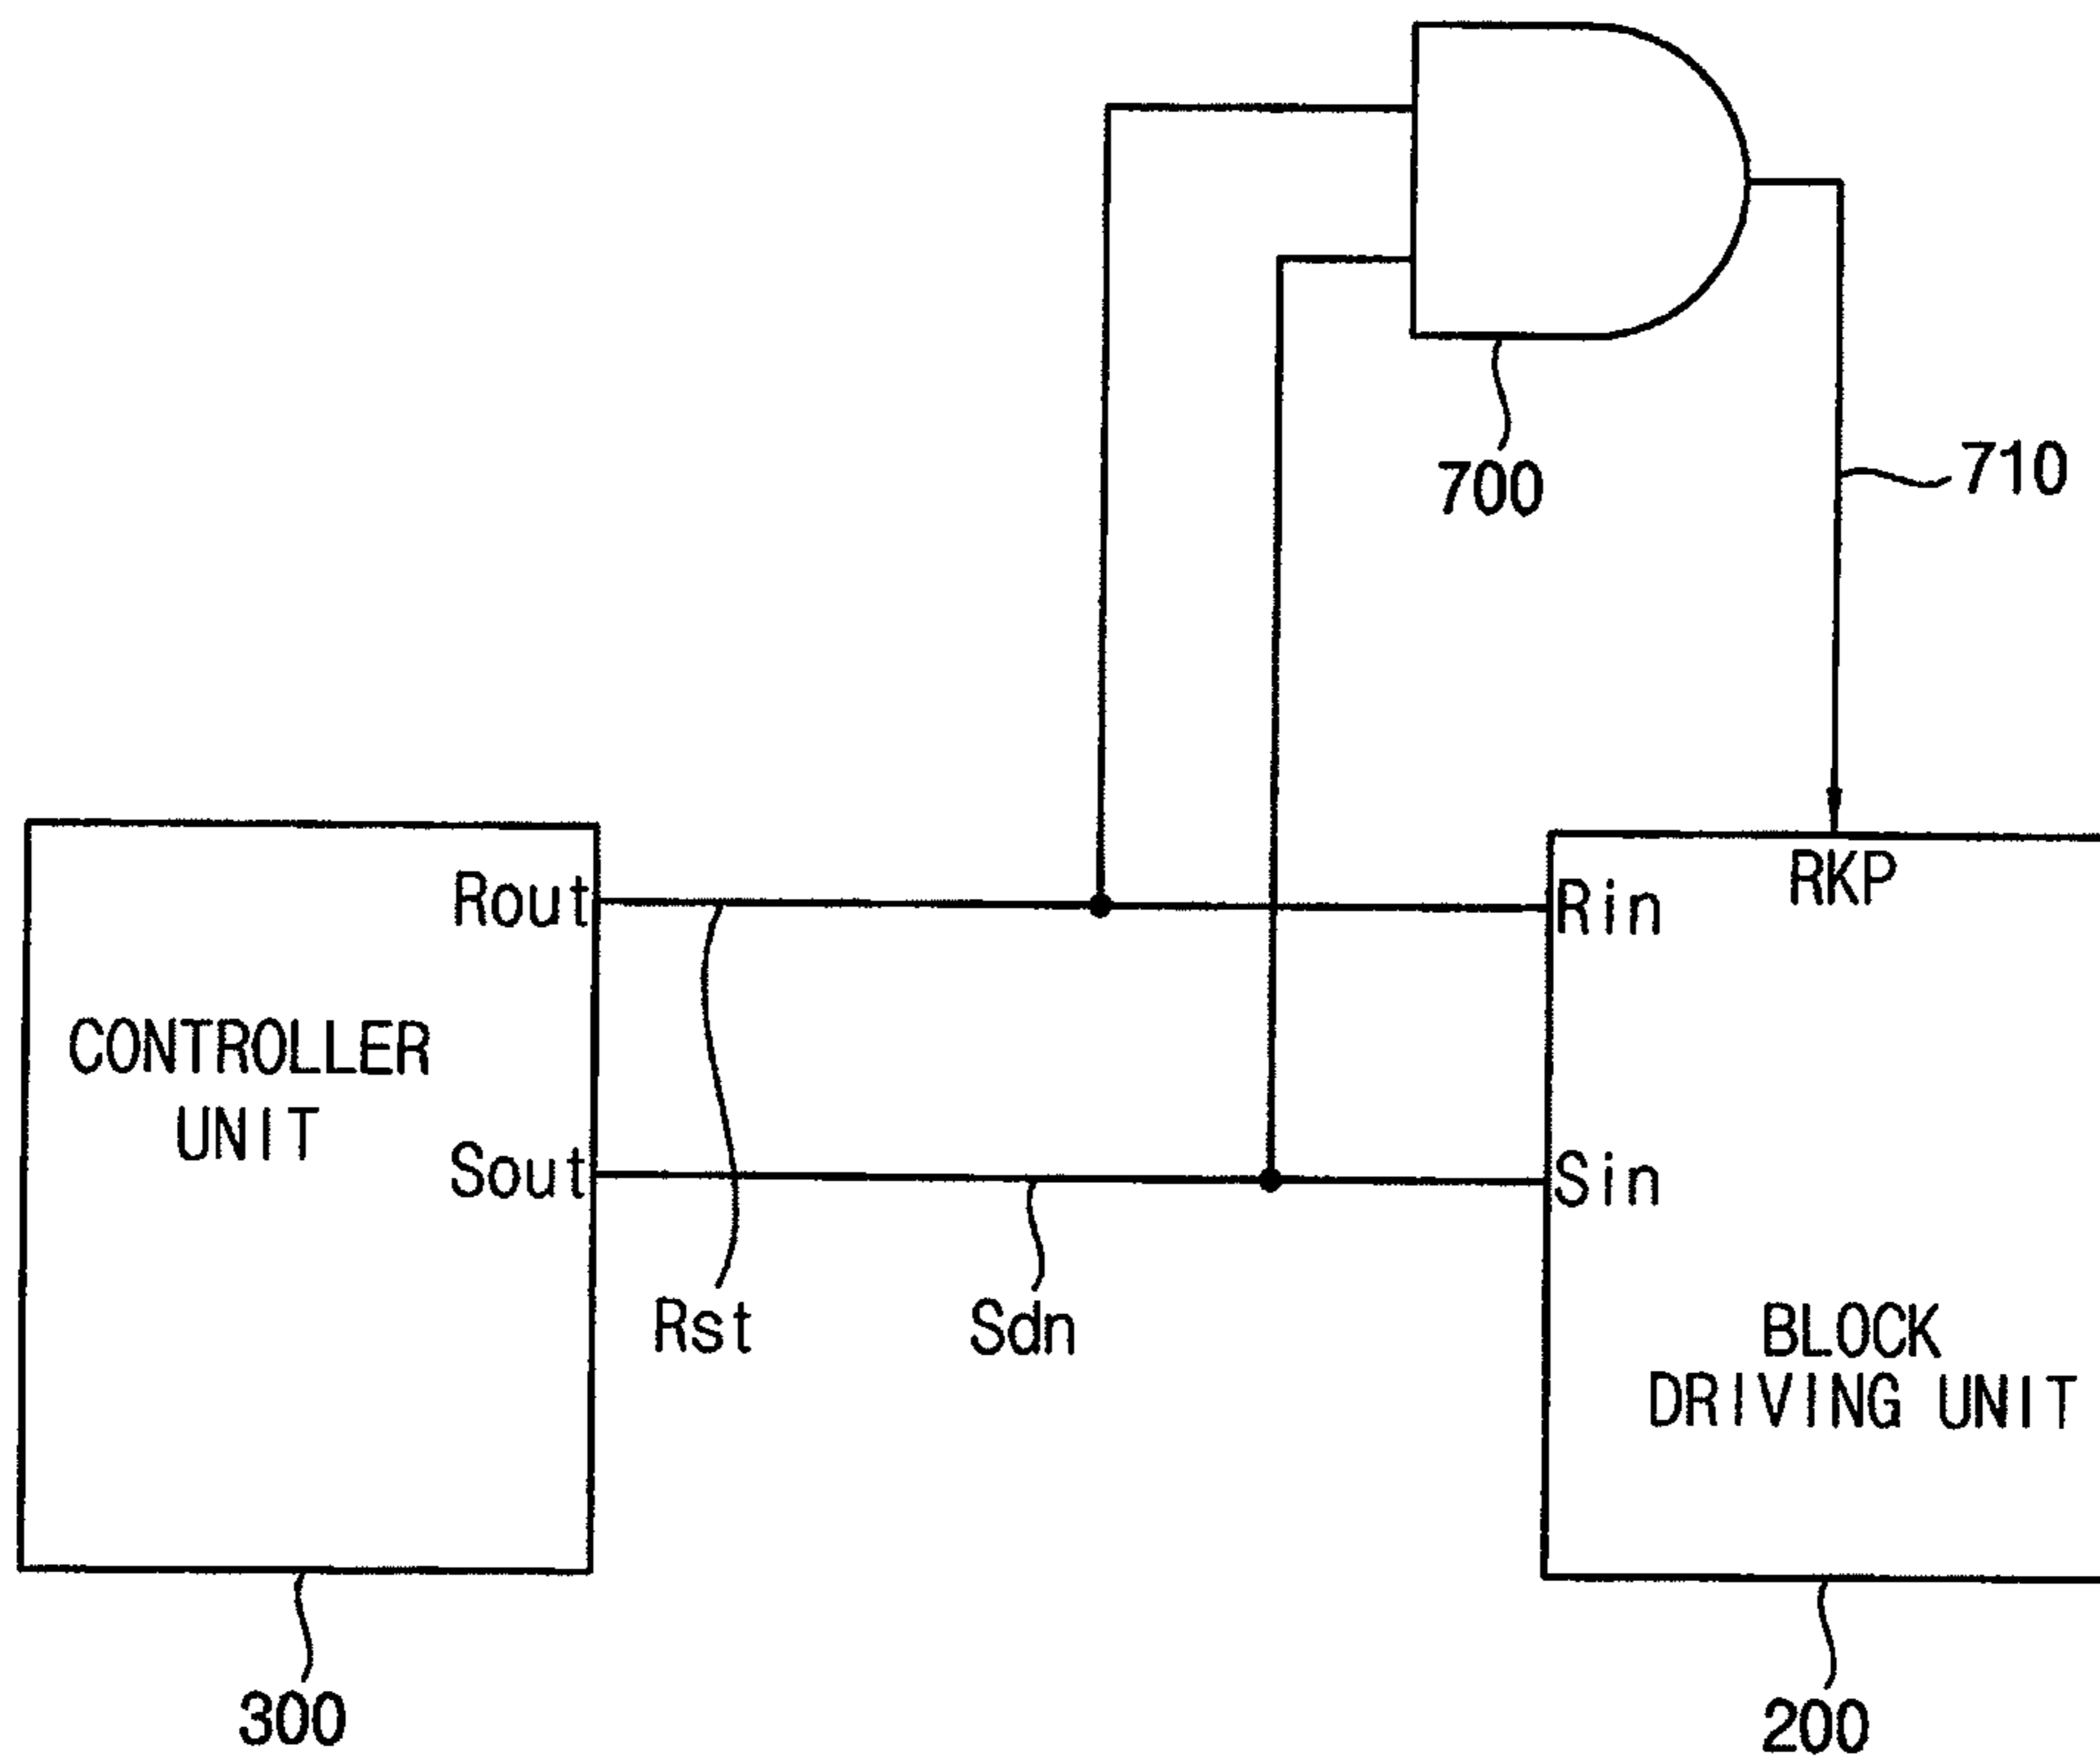 700
710
Rout
Rin
RKP
CONTROLLER
UNIT
Sout
Sin
Rst
Sdn
BLOCK
DRIVING UNIT
300
200